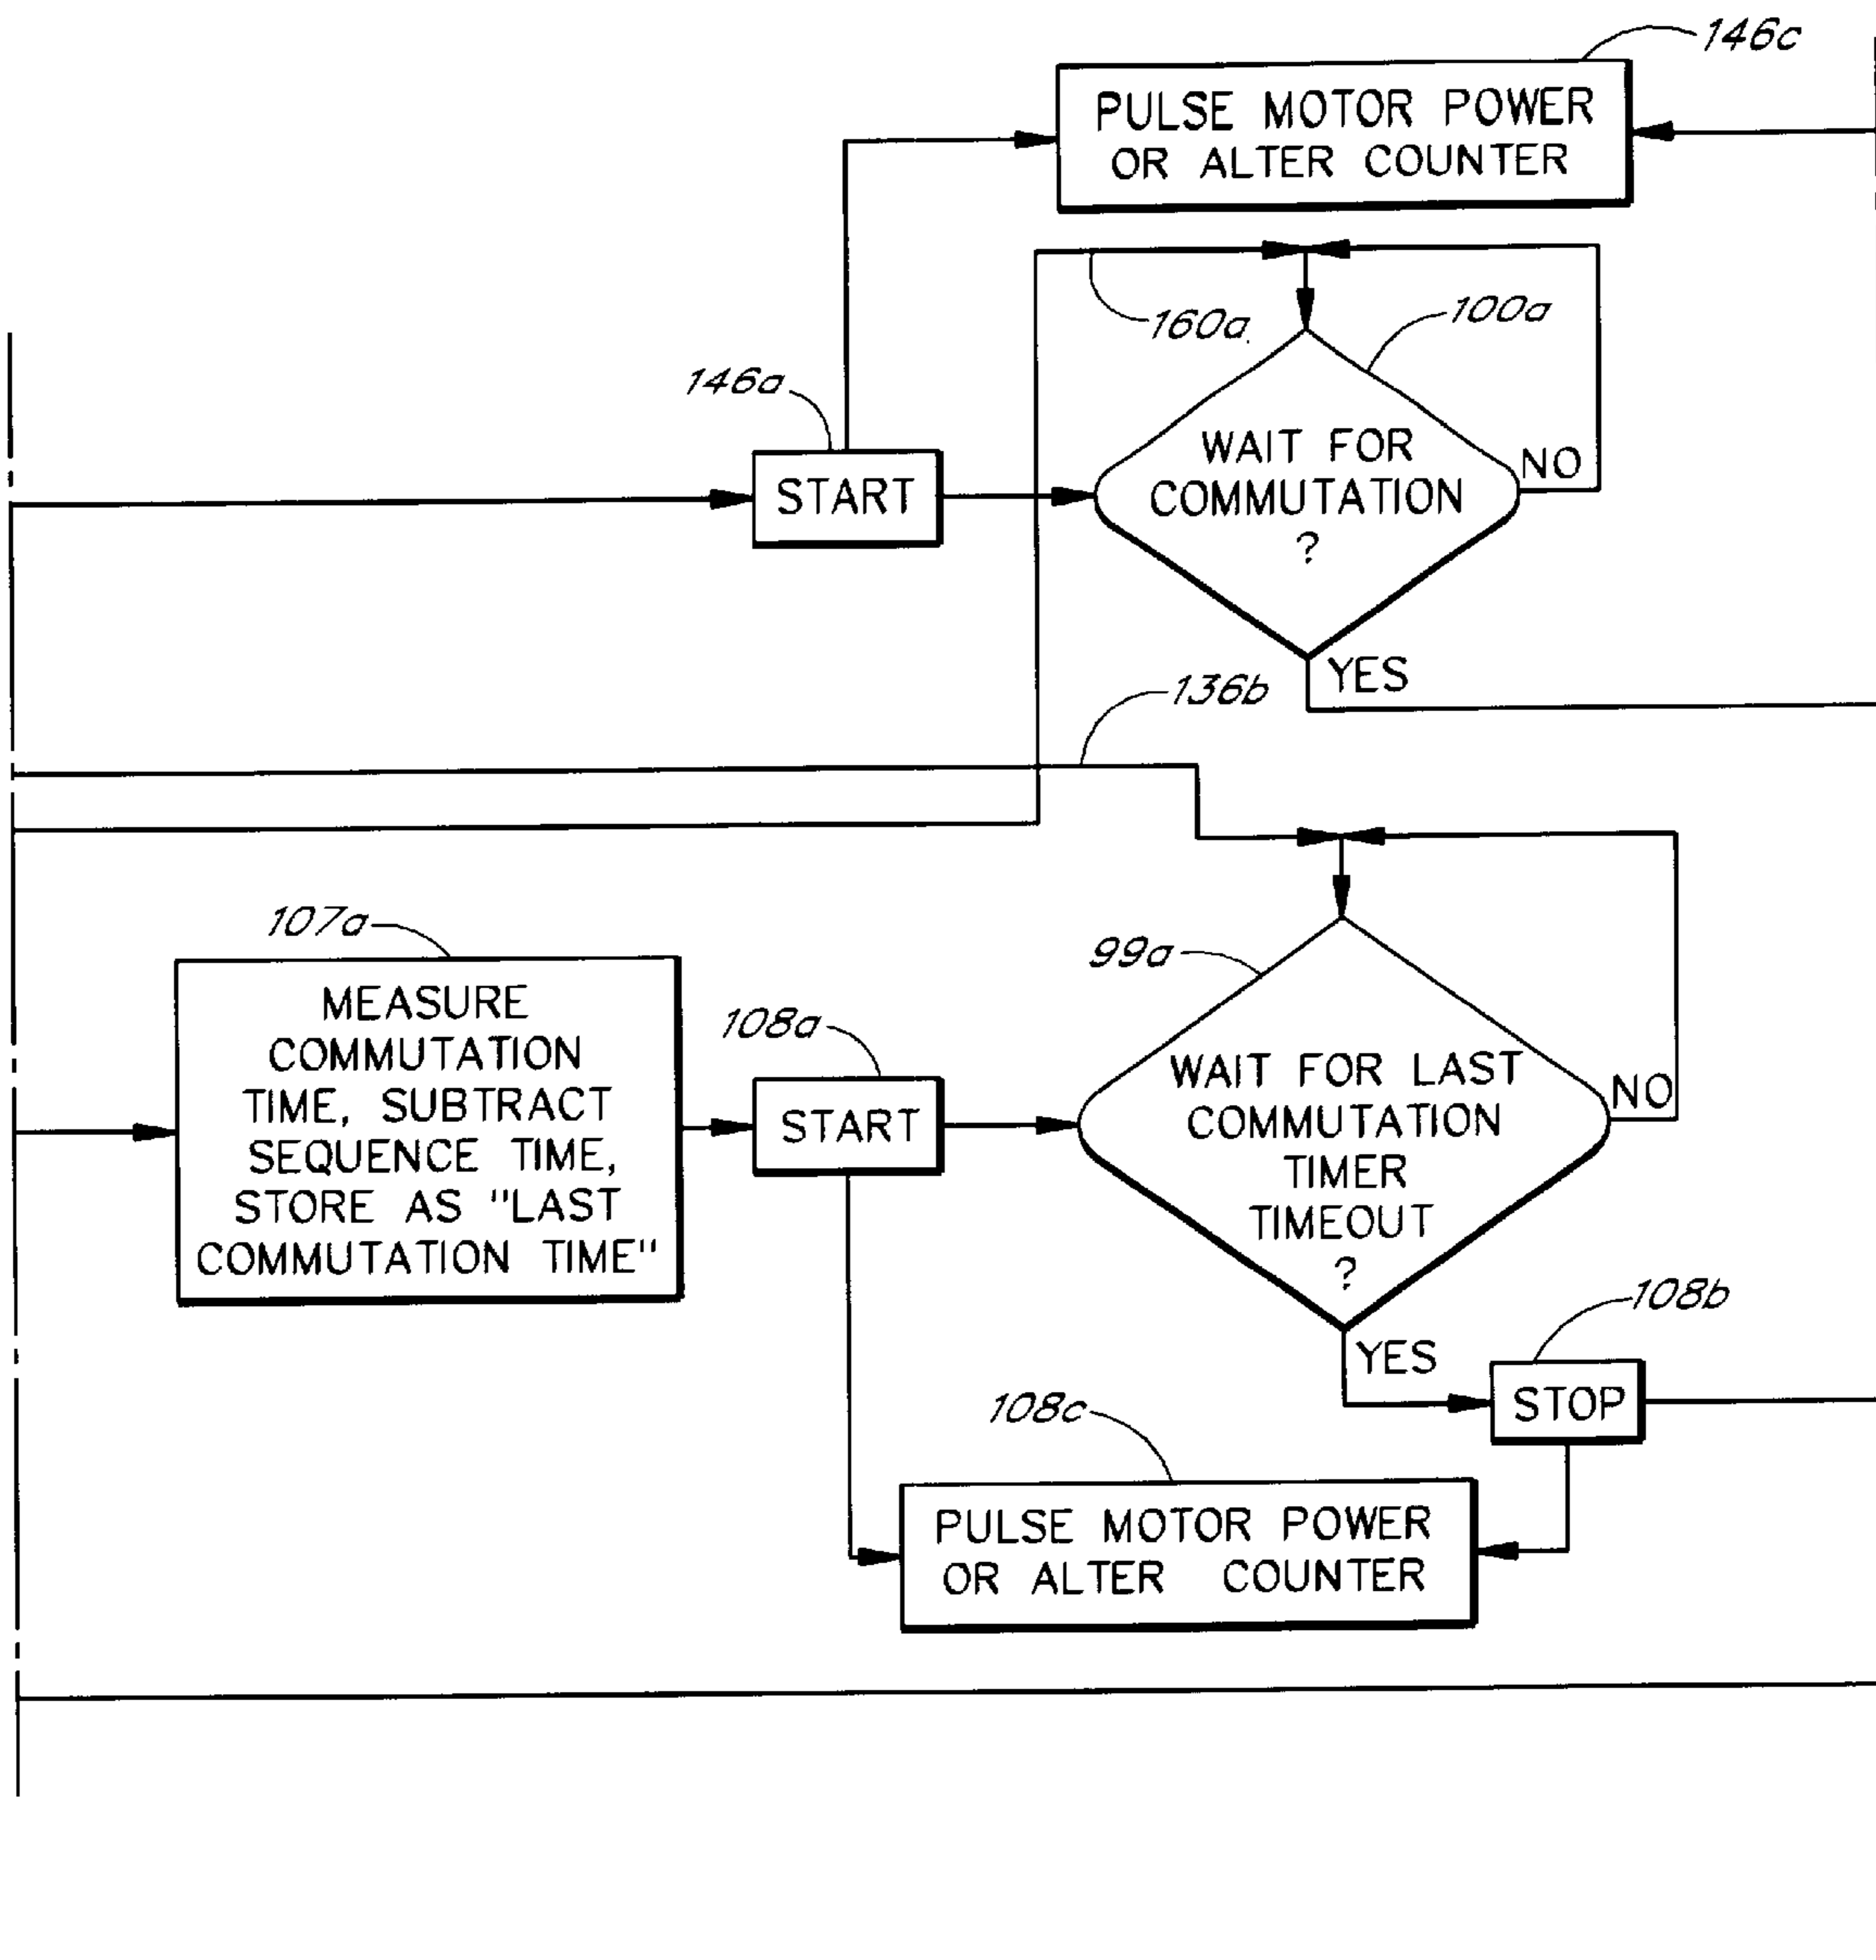 146c
PULSE MOTOR POWER
OR ALTER COUNTER
160a
100a
146a
START
WAIT FOR
COMMUTATION
?
NO
YES
136b
107a
MEASURE
COMMUTATION
TIME, SUBTRACT
SEQUENCE TIME,
STORE AS "LAST
COMMUTATION TIME"
108a
START
99a
WAIT FOR LAST
COMMUTATION
TIMER
TIMEOUT
?
NO
YES
108b
STOP
108c
PULSE MOTOR POWER
OR ALTER COUNTER